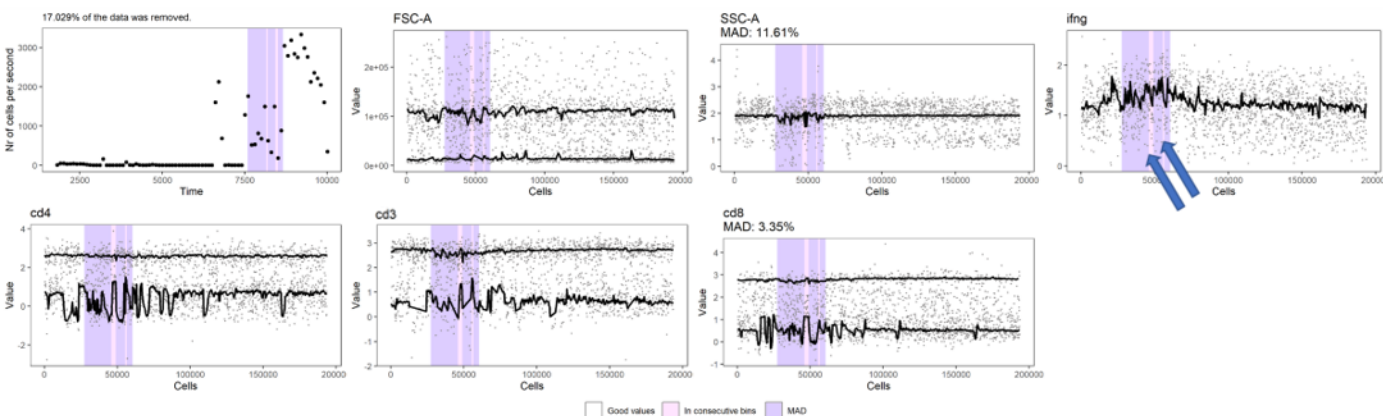 17.029% of the data was removed.
Nr of cells per second
3000
2000
1000
0
2500
5000
7500
10000
Time
FSC-A
Value
2e+05
1e+05
0e+00
0
50000
100000
150000
200000
Cells
SSC-A
MAD: 11.61%
Value
4
2
0
0
50000
100000
150000
200000
Cells
ifng
Value
2
1
0
0
50000
100000
150000
200000
Cells
cd4
Value
4
2
0
-2
0
50000
100000
150000
200000
Cells
cd3
Value
3
2
1
0
-1
-2
0
50000
100000
150000
200000
Cells
cd8
MAD: 3.35%
Value
5
4
3
2
1
0
-1
0
50000
100000
150000
200000
Cells
Good values
In consecutive bins
MAD